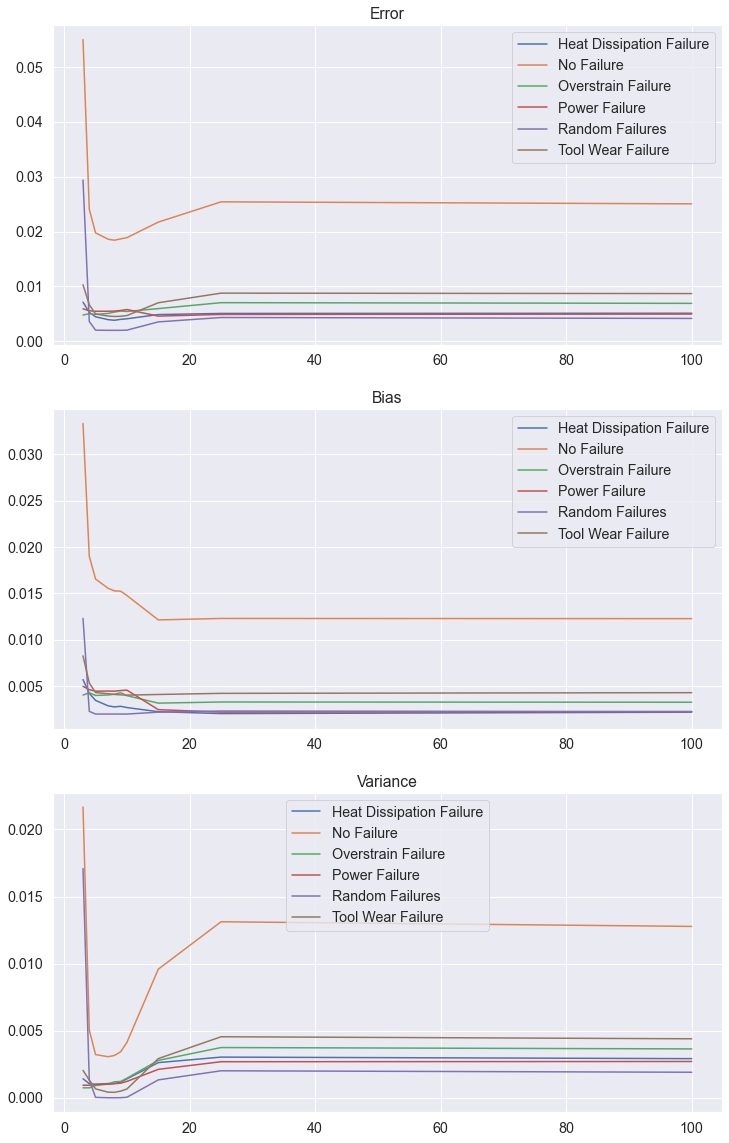 Error
0.05
0.04
0.03
0.02
0.01
0.00
Heat Dissipation Failure
No Failure
Overstrain Failure
Power Failure
Random Failures
Tool Wear Failure
0 20 40 60 80 100
Bias
0.030
0.025
0.020
0.015
0.010
0.005
Heat Dissipation Failure
No Failure
Overstrain Failure
Power Failure
Random Failures
Tool Wear Failure
0 20 40 60 80 100
Variance
0.020
0.015
0.010
0.005
0.000
Heat Dissipation Failure
No Failure
Overstrain Failure
Power Failure
Random Failures
Tool Wear Failure
0 20 40 60 80 100